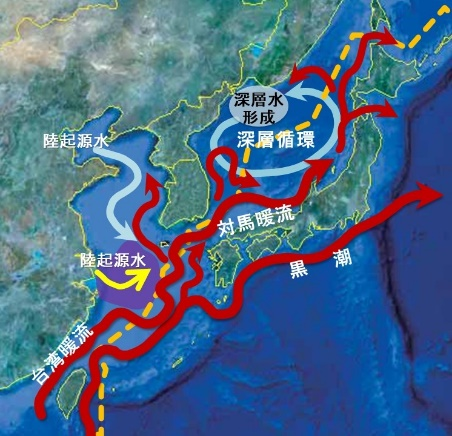 深層水
形成
深層循環
陸起源水
対馬暖流
陸起源水
黒潮
台湾暖流